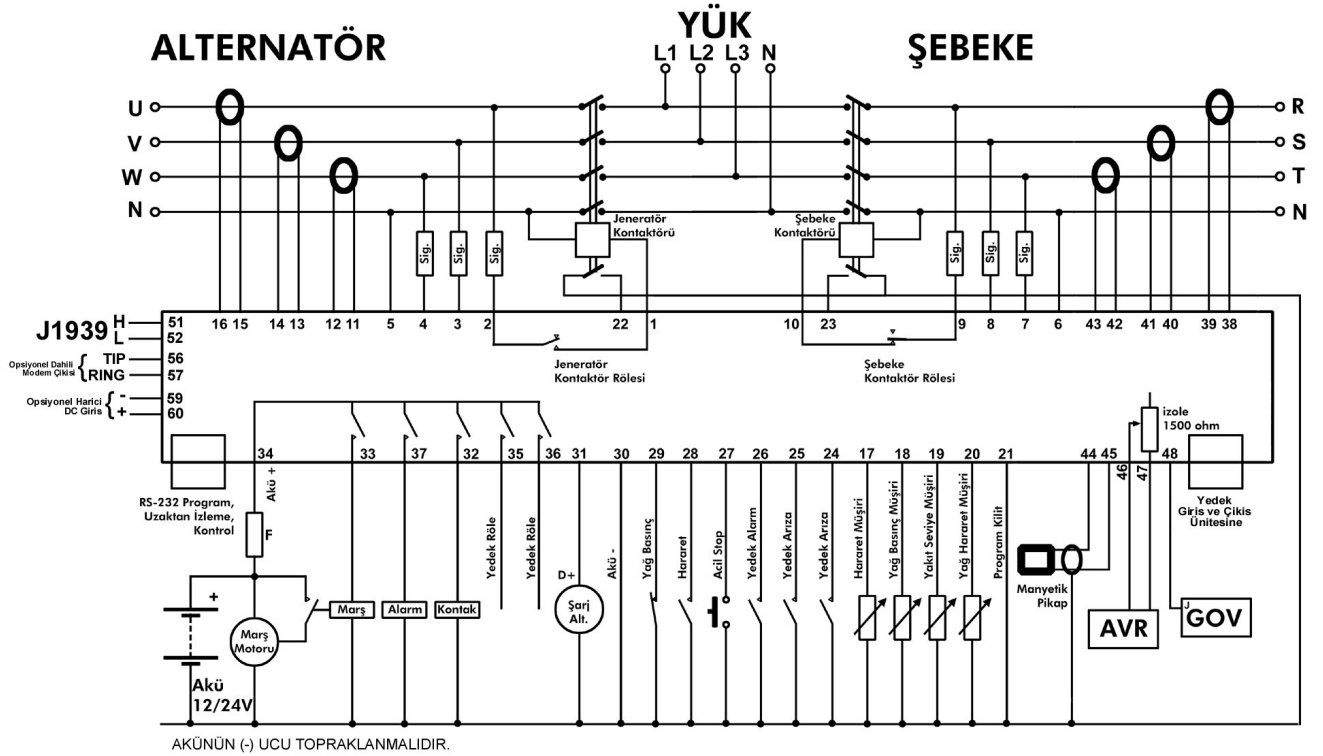 YÜK
ALTERNATÖR
ŞEBEKE
L1 L2 L3 N
U
V
W
N
R
S
T
N
Jeneratör
Kontaktörü
Şebeke
Kontaktörü
Sig. Sig. Sig. Sig. Sig. Sig.
J1939
H 51
L 52
16 15 14 13 12 11 5 4 3 2 22 1 10 23 9 8 7 6 43 42 41 40 39 38
Opsiyonel Dahili
Modem Çikisi
TIP 56
RING 57
Opsiyonel Harici
DC Giris
- 59
+ 60
Jeneratör
Kontaktör Rölesi
Şebeke
Kontaktör Rölesi
izole
1500 ohm
34 33 37 32 35 36 31 30 29 28 27 26 25 24 17 18 19 20 21 44 45 46 47 48
RS-232 Program,
Uzaktan İzleme,
Kontrol
Akü +
F
Yedek Röle
Yedek Röle
Akü -
Yağ Basınç
Hararet
Acil Stop
Yedek Alarm
Yedek Arıza
Yedek Arıza
Hararet Müşiri
Yağ Basınç Müşiri
Yakıt Seviye Müşiri
Yağ Hararet Müşiri
Program Kilit
Yedek
Giris ve Çikis
Ünitesine
Manyetik
Pikap
AVR
J
GOV
+
Marş
Motoru
Marş
Alarm
Kontak
D+
Şarj
Alt.
Akü
12/24V
AKÜNÜN (-) UCU TOPRAKLANMALIDIR.